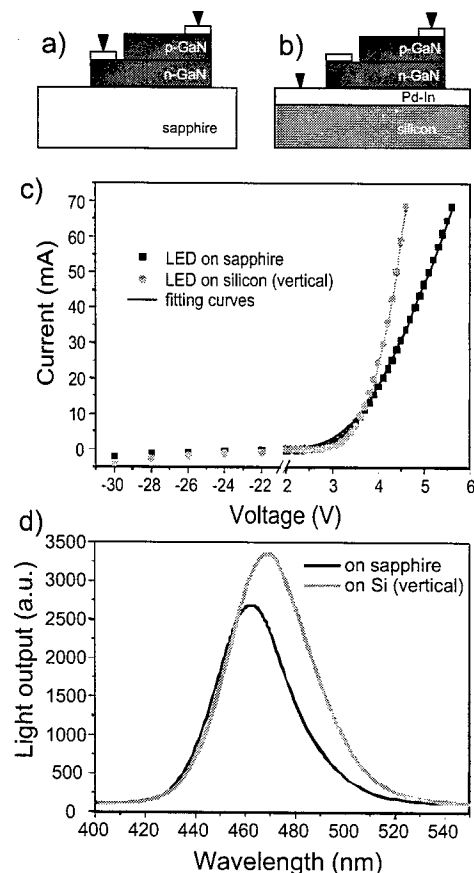 a)
p-GaN
n-GaN
sapphire
b)
p-GaN
n-GaN
Pd-In
silicon
c)
70
60
50
40
30
20
10
0
Current (mA)
LED on sapphire
LED on silicon (vertical)
fitting curves
-30 -28 -26 -24 -22 2 3 4 5 6
Voltage (V)
d)
3500
3000
2500
2000
1500
1000
500
0
Light output (a.u.)
on sapphire
on Si (vertical)
400 420 440 460 480 500 520 540
Wavelength (nm)